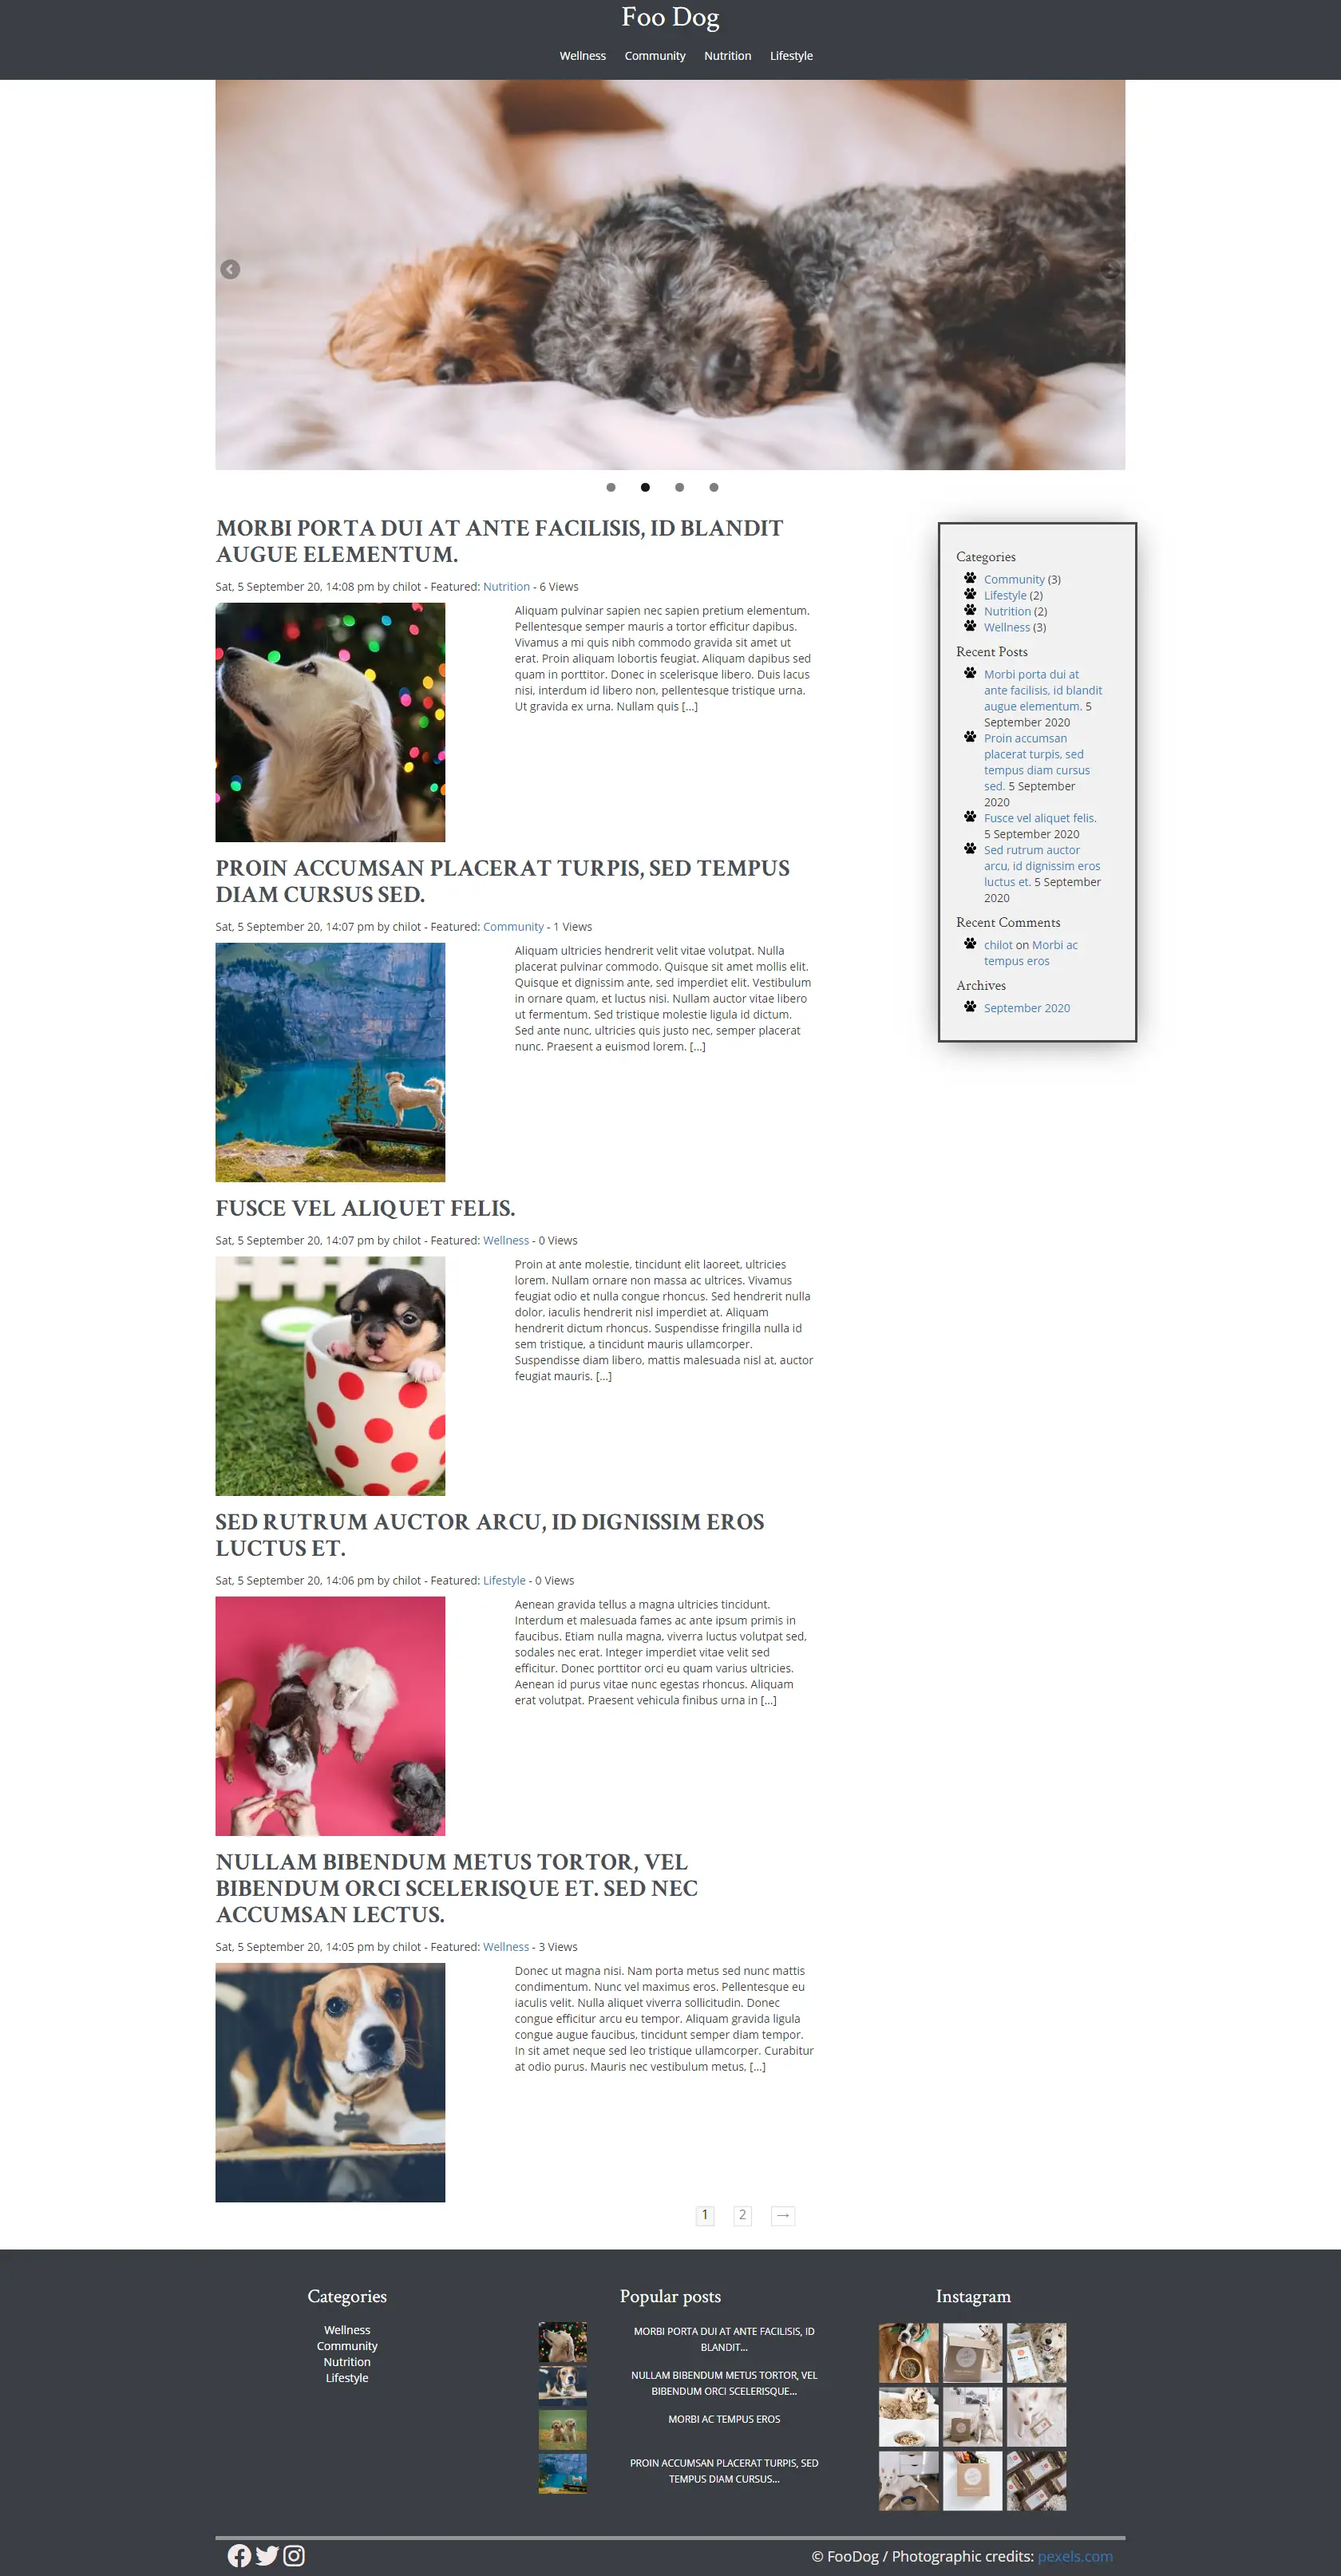 Foo Dog
Wellness Community Nutrition Lifestyle
MORBI PORTA DUI AT ANTE FACILISIS, ID BLANDIT
AUGUE ELEMENTUM.
Sat, 5 September 20, 14:08 pm by chilot - Featured: Nutrition - 6 Views
Aliquam pulvinar sapien nec sapien pretium elementum.
Pellentesque semper mauris a tortor efficitur dapibus.
Vivamus a mi quis nibh commodo gravida sit amet ut
erat. Proin aliquam lobortis feugiat. Aliquam dapibus sed
quam in porttitor. Donec in scelerisque libero. Duis lacus
nisi, interdum id libero non, pellentesque tristique urna.
Ut gravida ex urna. Nullam quis [...]
PROIN ACCUMSAN PLACERAT TURPIS, SED TEMPUS
DIAM CURSUS SED.
Sat, 5 September 20, 14:07 pm by chilot - Featured: Community - 1 Views
Aliquam ultricies hendrerit velit vitae volutpat. Nulla
placerat pulvinar commodo. Quisque sit amet mollis elit.
Quisque et dignissim ante, sed imperdiet elit. Vestibulum
in ornare quam, et luctus nisi. Nullam auctor vitae libero
ut fermentum. Sed tristique molestie ligula id dictum.
Sed ante nunc, ultricies quis justo nec, semper placerat
nunc. Praesent a euismod lorem. [...]
FUSCE VEL ALIQUET FELIS.
Sat, 5 September 20, 14:07 pm by chilot - Featured: Wellness - 0 Views
Proin at ante molestie, tincidunt elit laoreet, ultricies
lorem. Nullam ornare non massa ac ultrices. Vivamus
feugiat odio et nulla congue rhoncus. Sed hendrerit nulla
dolor, iaculis hendrerit nisl imperdiet at. Aliquam
hendrerit dictum rhoncus. Suspendisse fringilla nulla id
sem tristique, a tincidunt mauris ullamcorper.
Suspendisse diam libero, mattis malesuada nisl at, auctor
feugiat mauris. [...]
SED RUTRUM AUCTOR ARCU, ID DIGNISSIM EROS
LUCTUS ET.
Sat, 5 September 20, 14:06 pm by chilot - Featured: Lifestyle - 0 Views
Aenean gravida tellus a magna ultricies tincidunt.
Interdum et malesuada fames ac ante ipsum primis in
faucibus. Etiam nulla magna, viverra luctus volutpat sed,
sodales nec erat. Integer imperdiet vitae velit sed
efficitur. Donec porttitor orci eu quam varius ultricies.
Aenean id purus vitae nunc egestas rhoncus. Aliquam
erat volutpat. Praesent vehicula finibus urna in [...]
NULLAM BIBENDUM METUS TORTOR, VEL
BIBENDUM ORCI SCELERISQUE ET. SED NEC
ACCUMSAN LECTUS.
Sat, 5 September 20, 14:05 pm by chilot - Featured: Wellness - 3 Views
Donec ut magna nisi. Nam porta metus sed nunc mattis
condimentum. Nunc vel maximus eros. Pellentesque eu
iaculis velit. Nulla aliquet viverra sollicitudin. Donec
congue efficitur arcu eu tempor. Aliquam gravida ligula
congue augue faucibus, tincidunt semper diam tempor.
In sit amet neque sed leo tristique ullamcorper. Curabitur
at odio purus. Mauris nec vestibulum metus, [...]
1 2 →
Categories
Community (3)
Lifestyle (2)
Nutrition (2)
Wellness (3)
Recent Posts
Morbi porta dui at
ante facilisis, id blandit
augue elementum. 5
September 2020
Proin accumsan
placerat turpis, sed
tempus diam cursus
sed. 5 September
2020
Fusce vel aliquet felis.
5 September 2020
Sed rutrum auctor
arcu, id dignissim eros
luctus et. 5 September
2020
Recent Comments
chilot on Morbi ac
tempus eros
Archives
September 2020
Categories
Wellness
Community
Nutrition
Lifestyle
Popular posts
MORBI PORTA DUI AT ANTE FACILISIS, ID
BLANDIT...
NULLAM BIBENDUM METUS TORTOR, VEL
BIBENDUM ORCI SCELERISQUE...
MORBI AC TEMPUS EROS
PROIN ACCUMSAN PLACERAT TURPIS, SED
TEMPUS DIAM CURSUS...
Instagram
© FooDog / Photographic credits: pexels.com